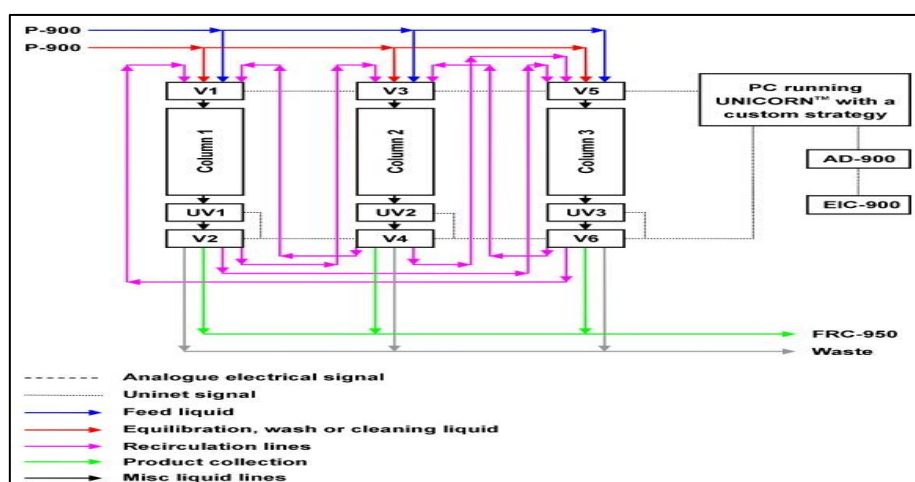 P-900
P-900
V1
V3
V5
PC running
UNICORN™ with a
custom strategy
Column 1
Column 2
Column 3
AD-900
EIC-900
UV1
UV2
UV3
V2
V4
V6
FRC-950
Waste
Analogue electrical signal
Uninet signal
Feed liquid
Equilibration, wash or cleaning liquid
Recirculation lines
Product collection
Misc liquid lines